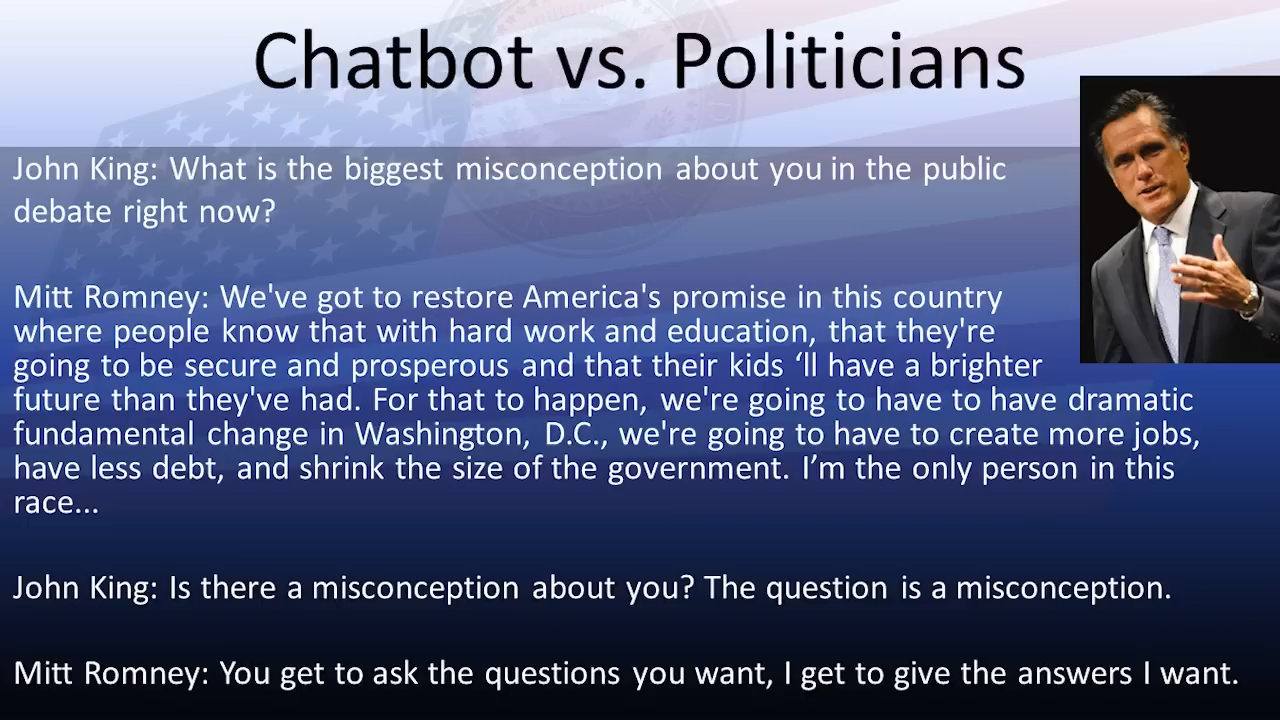 Chatbot vs. Politicians
John King: What is the biggest misconception about you in the public
debate right now?
Mitt Romney: We've got to restore America's promise in this country
where people know that with hard work and education, that they're
going to be secure and prosperous and that their kids ‘ll have a brighter
future than they've had. For that to happen, we're going to have to have dramatic
fundamental change in Washington, D.C., we're going to have to create more jobs,
have less debt, and shrink the size of the government. I’m the only person in this
race...
John King: Is there a misconception about you? The question is a misconception.
Mitt Romney: You get to ask the questions you want, I get to give the answers I want.